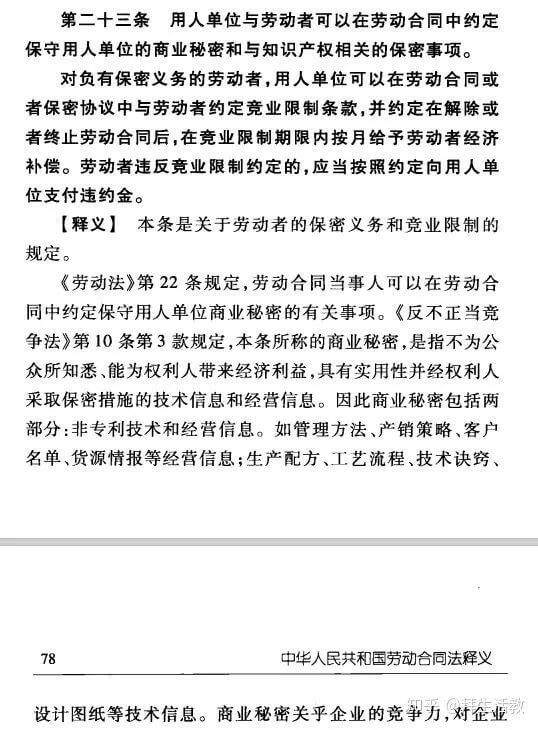 第二十三条　用人单位与劳动者可以在劳动合同中约定
保守用人单位的商业秘密和与知识产权相关的保密事项。
对负有保密义务的劳动者，用人单位可以在劳动合同或
者保密协议中与劳动者约定竞业限制条款，并约定在解除或
者终止劳动合同后，在竞业限制期限内按月给予劳动者经济
补偿。劳动者违反竞业限制约定的，应当按照约定向用人单
位支付违约金。
【释义】　本条是关于劳动者的保密义务和竞业限制的
规定。
《劳动法》第 22 条规定，劳动合同当事人可以在劳动合
同中约定保守用人单位商业秘密的有关事项。《反不正当竞
争法》第 10 条第 3 款规定，本条所称的商业秘密，是指不为公
众所知悉、能为权利人带来经济利益，具有实用性并经权利人
采取保密措施的技术信息和经营信息。因此商业秘密包括两
部分：非专利技术和经营信息。如管理方法、产销策略、客户
名单、货源情报等经营信息；生产配方、工艺流程、技术诀窍、
78　中华人民共和国劳动合同法释义
设计图纸等技术信息。商业秘密关乎企业的竞争力，对企业
知乎 @拜生活教